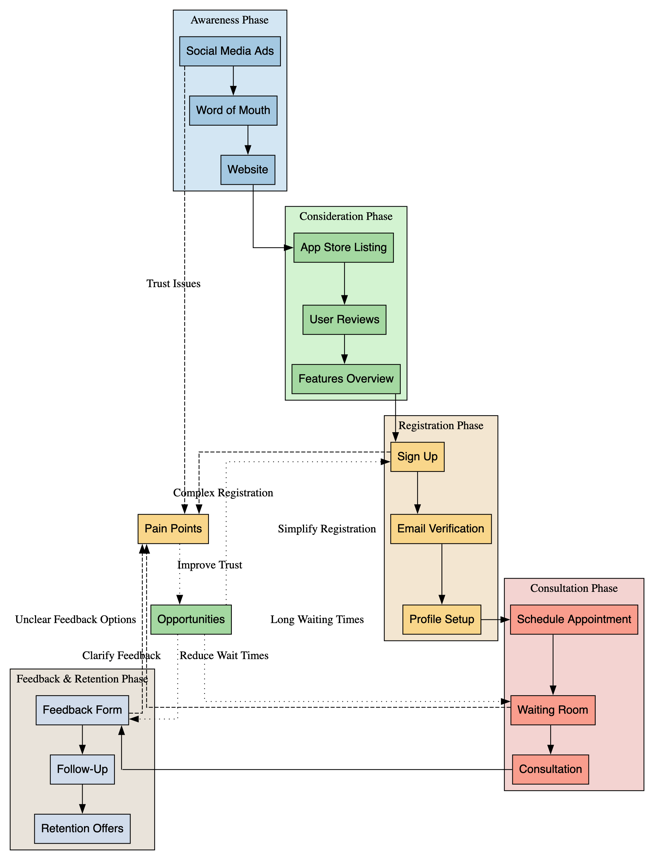 Awareness Phase
Social Media Ads
Word of Mouth
Website
Consideration Phase
App Store Listing
Trust Issues
User Reviews
Features Overview
Registration Phase
Sign Up
Complex Registration
Pain Points
Simplify Registration
Email Verification
Improve Trust
Consultation Phase
Unclear Feedback Options
Opportunities
Long Waiting Times
Profile Setup
Schedule Appointment
Clarify Feedback
Reduce Wait Times
Feedback & Retention Phase
Feedback Form
Waiting Room
Follow-Up
Consultation
Retention Offers